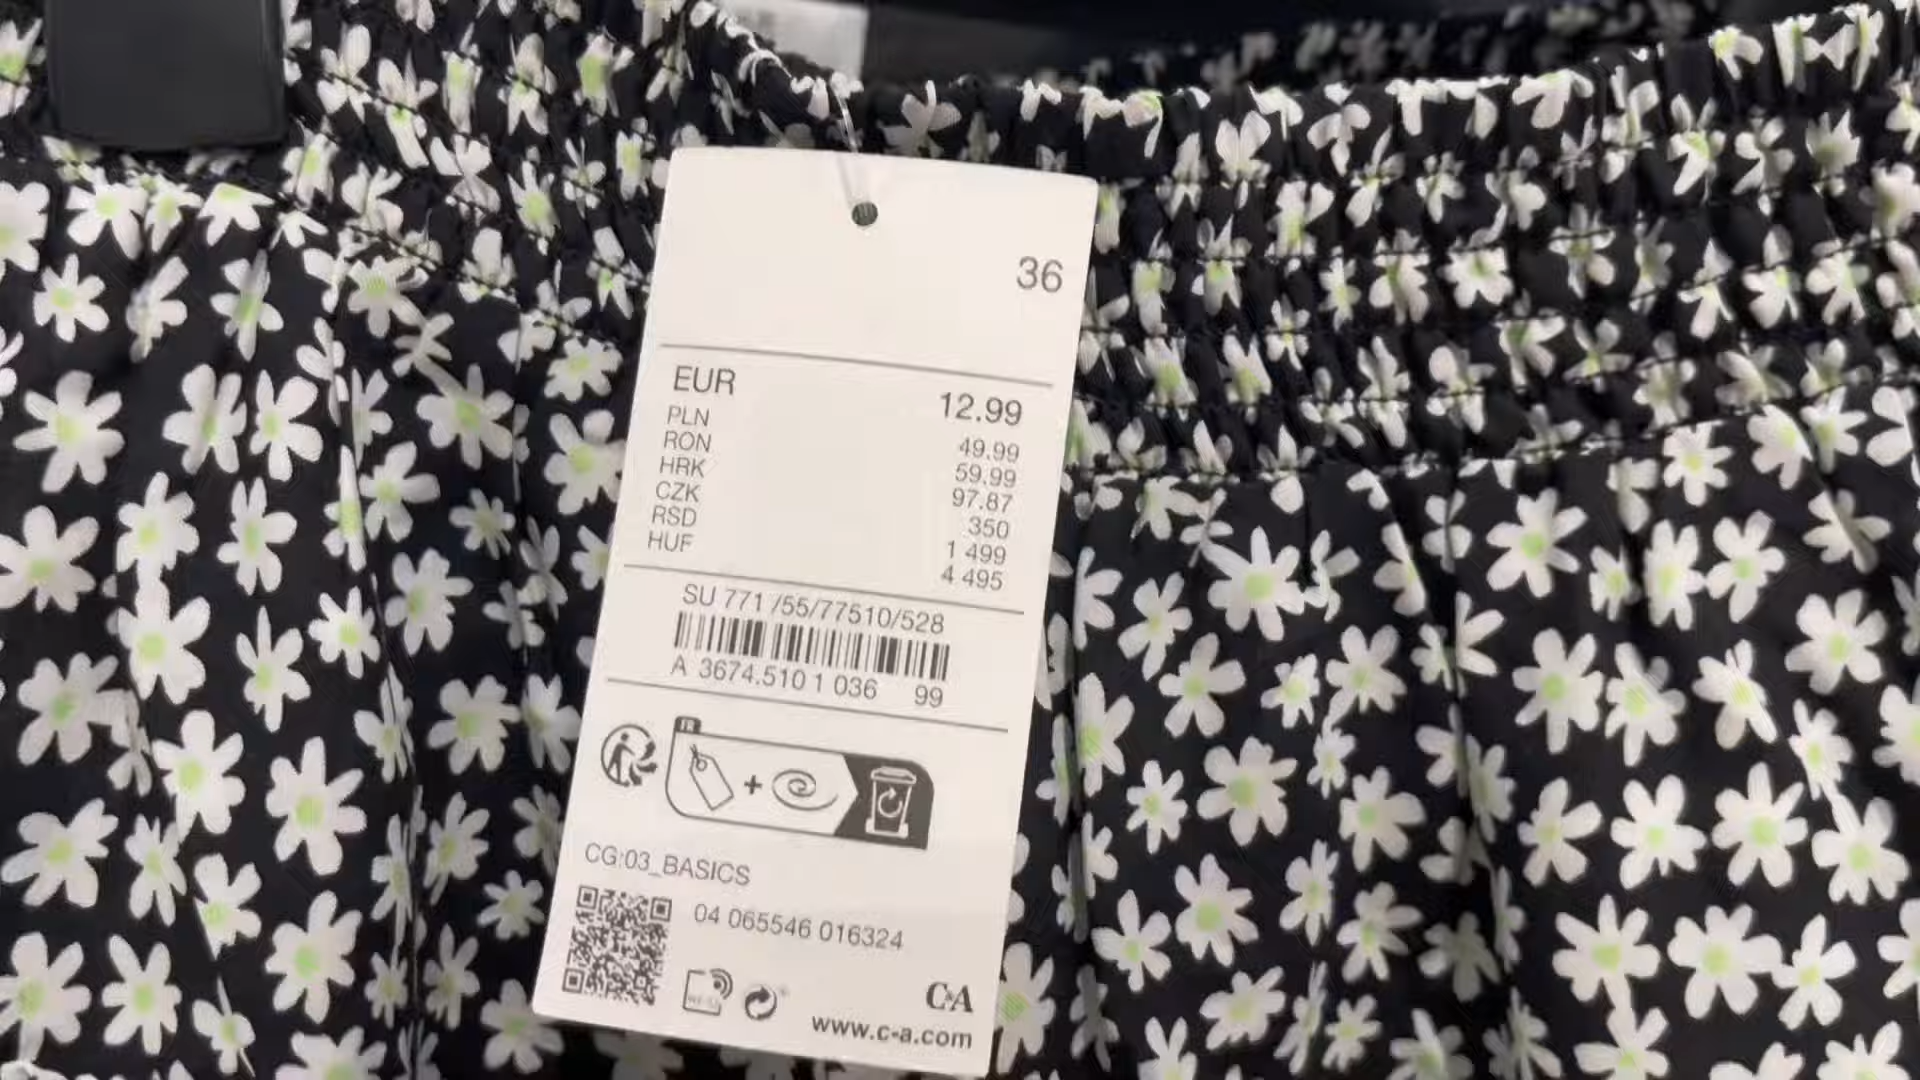 36
EUR 12.99
PLN 49.99
RON 59.99
HRK 97.87
CZK 350
RSD 1 499
HUF 4 495
SU 771 /55/77510/528
A 3674.510 1 036 99
FR
+
CG:03_BASICS
04 065546 016324
C&A
www.c-a.com